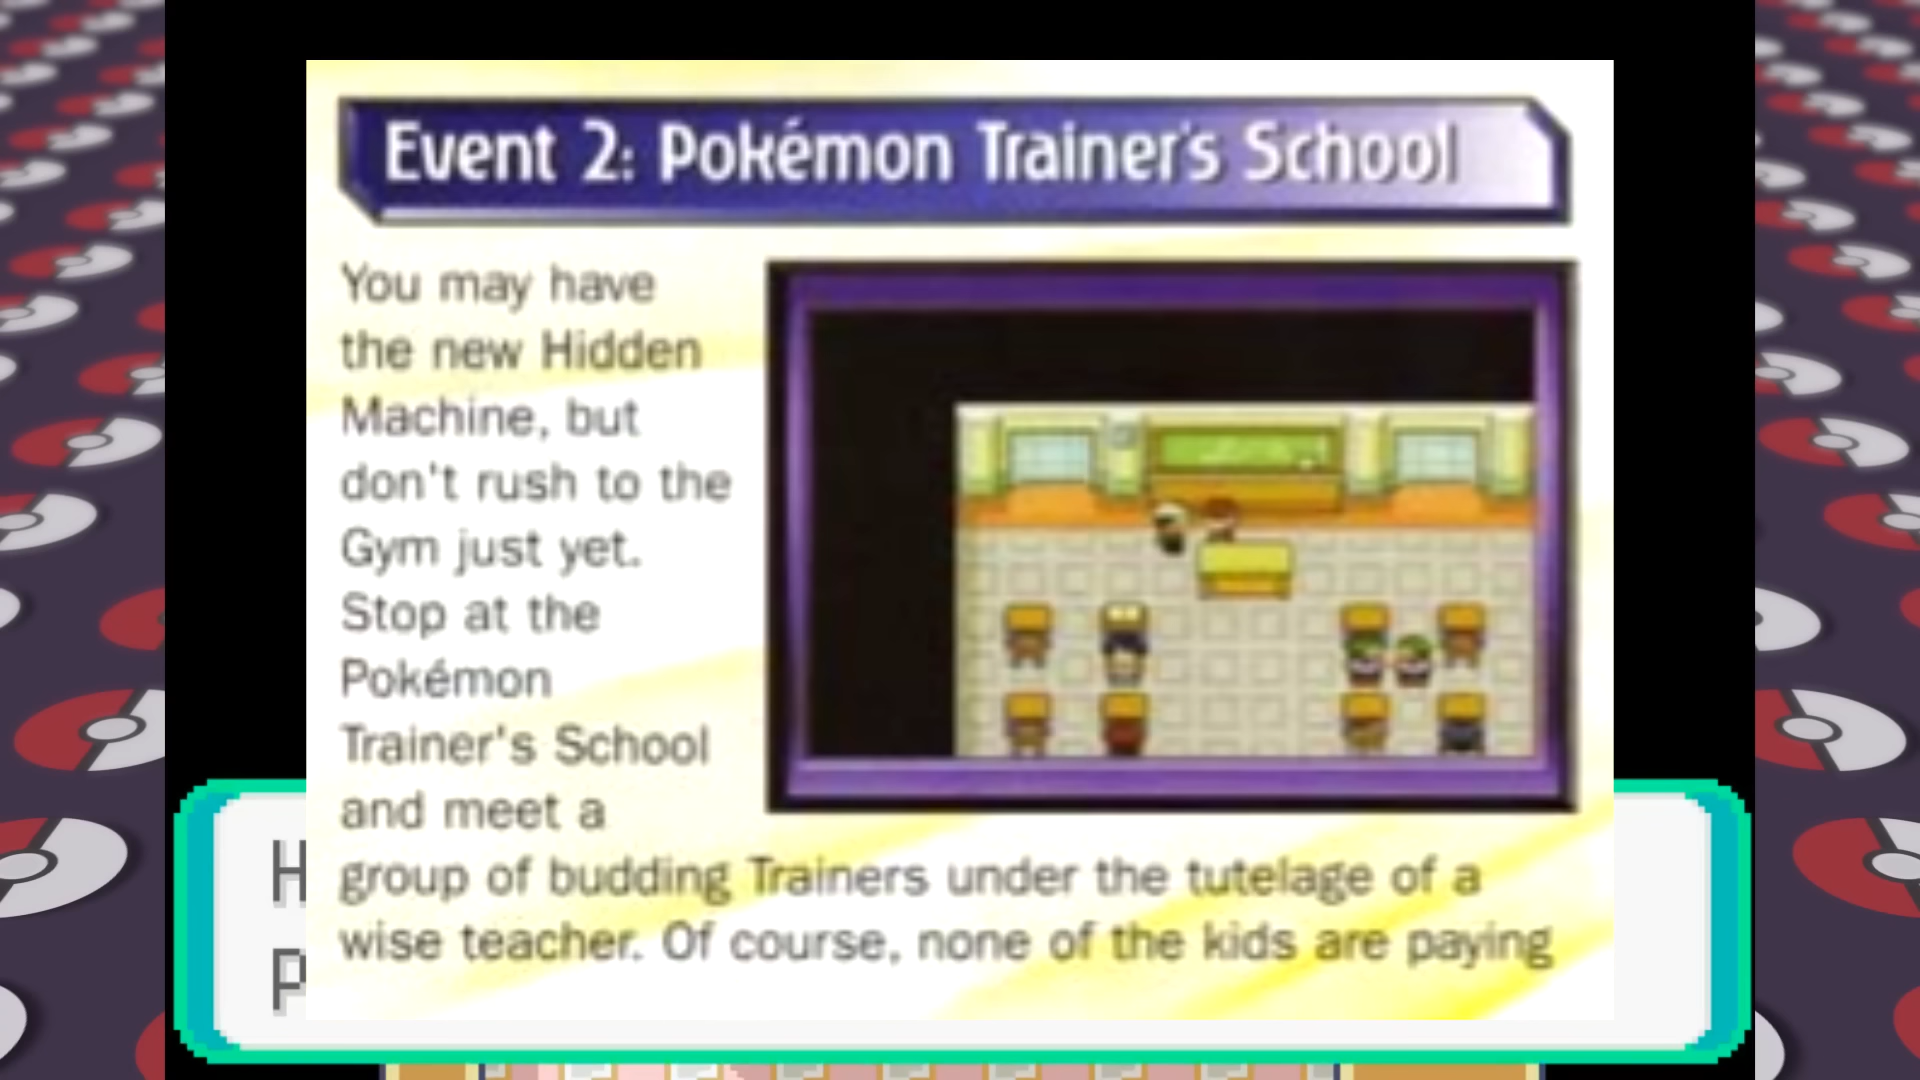 Event 2: Pokémon Trainer's School
You may have
the new Hidden
Machine, but
don't rush to the
Gym just yet.
Stop at the
Pokémon
Trainer's School
and meet a
group of budding Trainers under the tutelage of a
wise teacher. Of course, none of the kids are paying
H
P